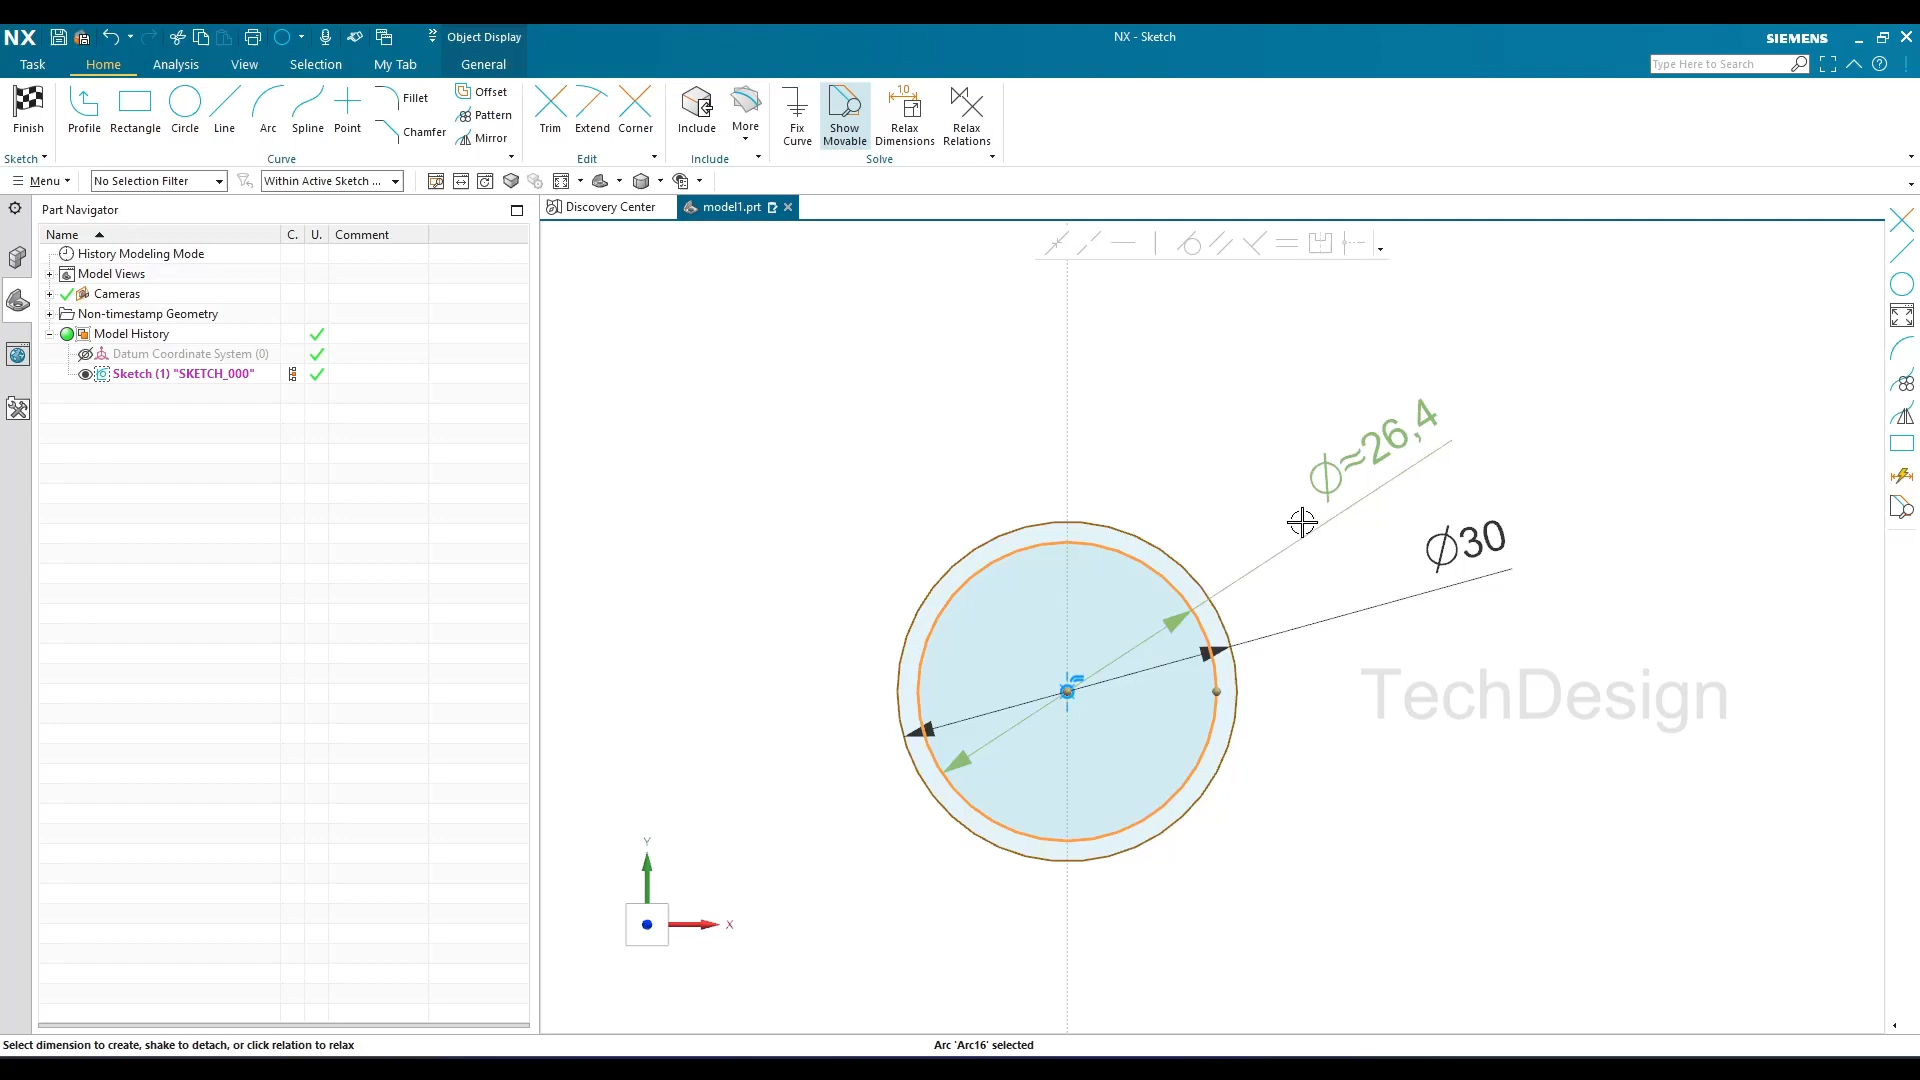 NX Object Display NX - Sketch SIEMENS
Task Home Analysis View Selection My Tab General Type Here to Search
Finish Profile Rectangle Circle Line Arc Spline Point Fillet Chamfer Offset Pattern Mirror Trim Extend Corner Include More Fix Curve Show Movable 1,0 Relax Dimensions Relax Relations
Sketch Curve Edit Include Solve
Menu No Selection Filter Within Active Sketch ...
Part Navigator Discovery Center model1.prt
Name C. U. Comment
History Modeling Mode
Model Views
Cameras
Non-timestamp Geometry
Model History
Datum Coordinate System (0)
Sketch (1) "SKETCH_000"
∅≈26,4
∅30
TechDesign
Y
X
Select dimension to create, shake to detach, or click relation to relax Arc 'Arc16' selected